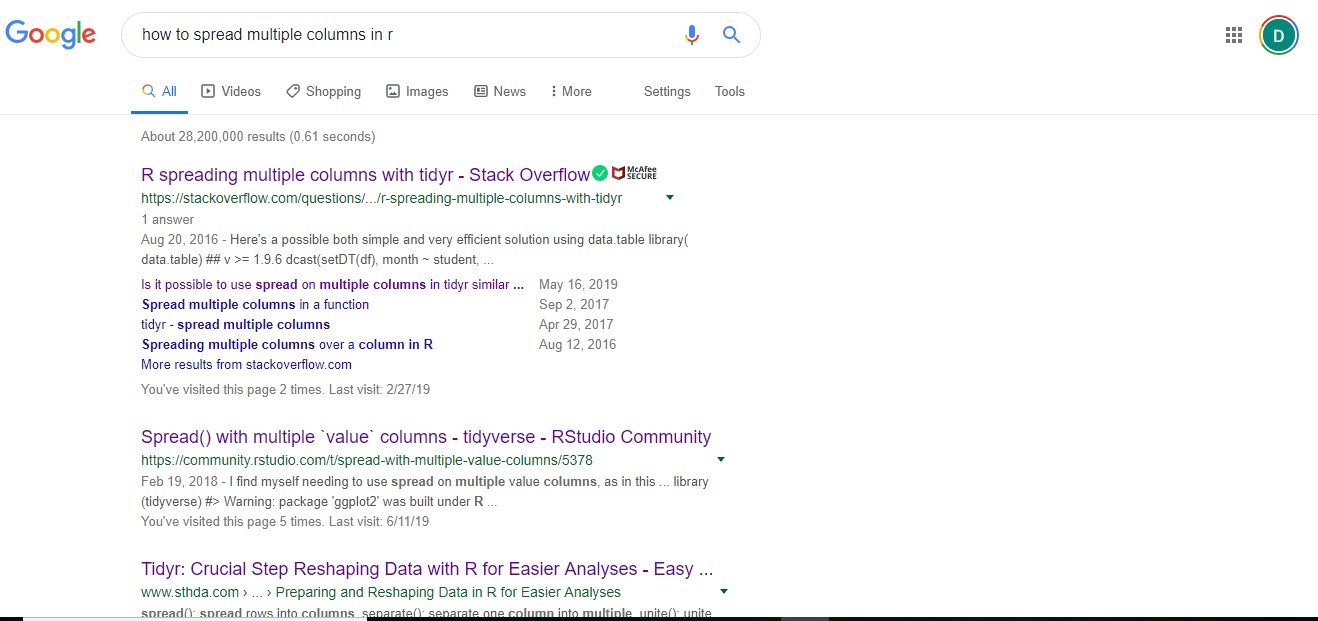 Google
how to spread multiple columns in r
D
All Videos Shopping Images News More Settings Tools
About 28,200,000 results (0.61 seconds)
R spreading multiple columns with tidyr - Stack Overflow McAfee SECURE
https://stackoverflow.com/questions/.../r-spreading-multiple-columns-with-tidyr
1 answer
Aug 20, 2016 - Here's a possible both simple and very efficient solution using data.table library(
data.table) ## v >= 1.9.6 dcast(setDT(df), month ~ student, ...
Is it possible to use spread on multiple columns in tidyr similar ... May 16, 2019
Spread multiple columns in a function Sep 2, 2017
tidyr - spread multiple columns Apr 29, 2017
Spreading multiple columns over a column in R Aug 12, 2016
More results from stackoverflow.com
You've visited this page 2 times. Last visit: 2/27/19
Spread() with multiple `value` columns - tidyverse - RStudio Community
https://community.rstudio.com/t/spread-with-multiple-value-columns/5378
Feb 19, 2018 - I find myself needing to use spread on multiple value columns, as in this ... library
(tidyverse) #> Warning: package 'ggplot2' was built under R ...
You've visited this page 5 times. Last visit: 6/11/19
Tidyr: Crucial Step Reshaping Data with R for Easier Analyses - Easy ...
www.sthda.com › ... › Preparing and Reshaping Data in R for Easier Analyses
spread(): spread rows into columns. separate(): separate one column into multiple. unite(): unite